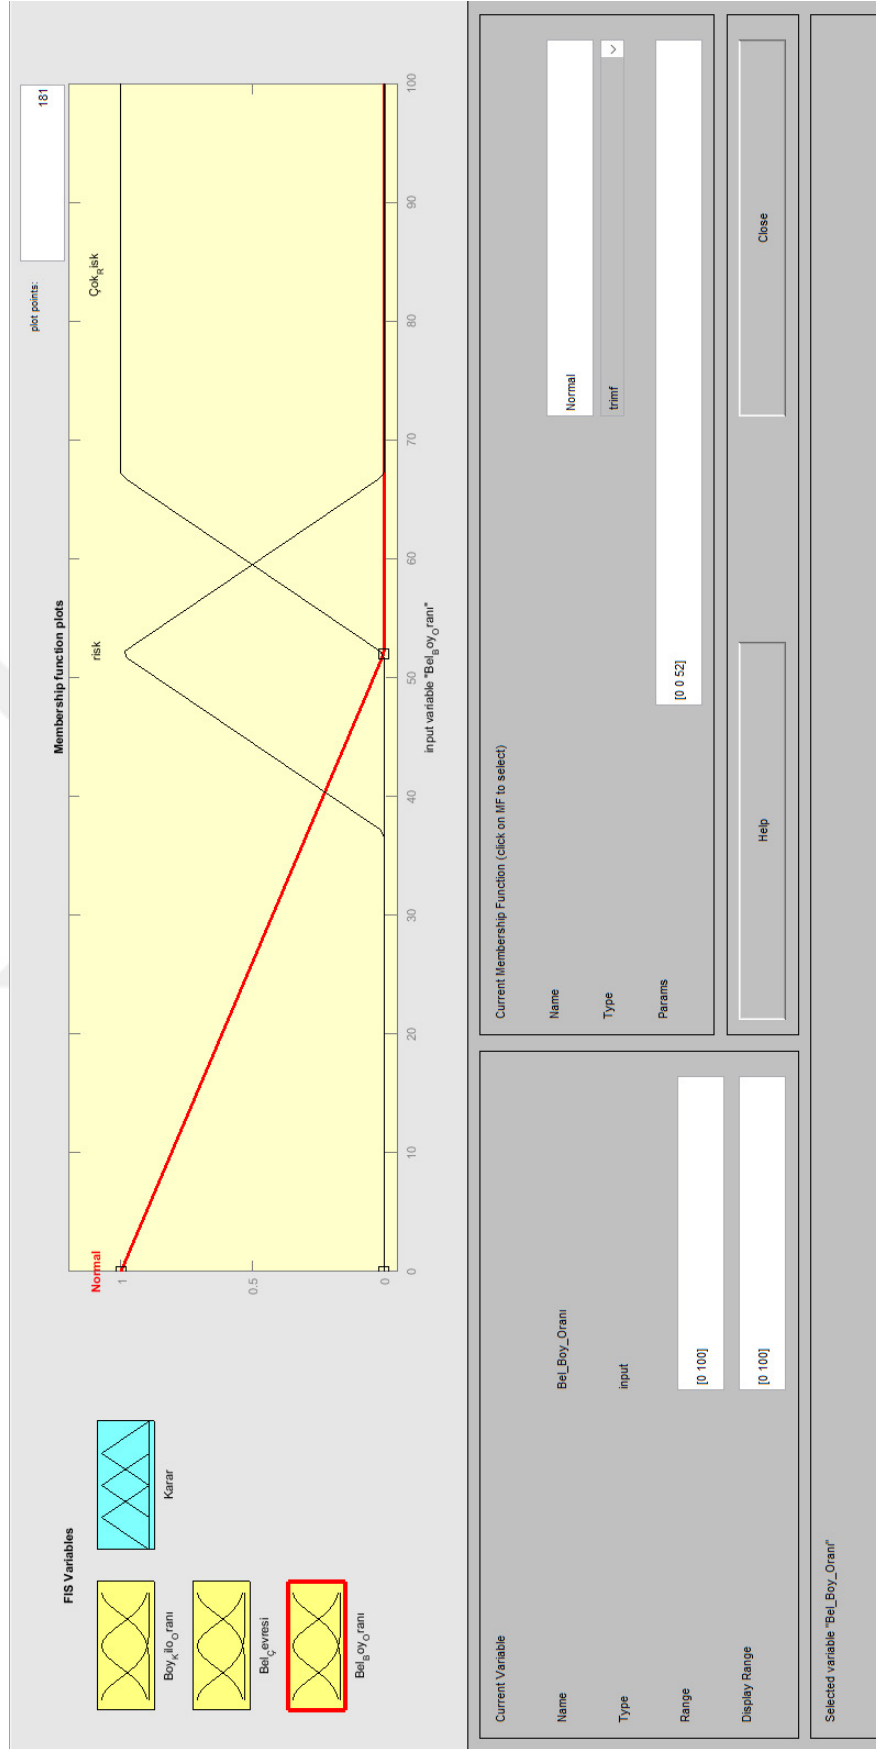 FIS Variables
Boy_Kilo_Oranı
Karar
Bel_Çevresi
Bel_Boy_Oranı
Membership function plots
plot points:
181
Normal
risk
Çok_Risk
1
0.5
0
0
10
20
30
40
50
60
70
80
90
100
input variable "Bel_Boy_Oranı"
Current Variable
Name
Bel_Boy_Oranı
Type
input
Range
[0 100]
Display Range
[0 100]
Current Membership Function (click on MF to select)
Name
Normal
Type
trimf
Params
[0 0 52]
Help
Close
Selected variable "Bel_Boy_Oranı"